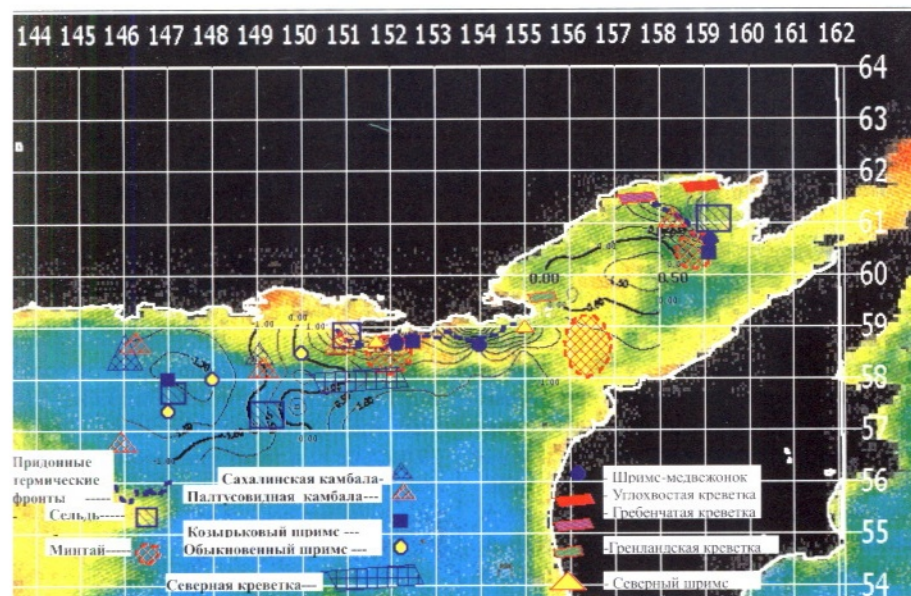 144 145 146 147 148 149 150 151 152 153 154 155 156 157 158 159 160 161 162
64
63
62
61
60
59
58
57
56
55
54
0.00
0.50
Придонные
термические
фронты -----
Сельдь-----
Минтай-----
Сахалинская камбала-
Палтусовидная камбала---
Козырьковый шримс ---
Обыкновенный шримс ---
Северная креветка---
- Шримс-медвежонок
- Углохвостая креветка
- Гребенчатая креветка
-Гренландская креветка
- Северный шримс